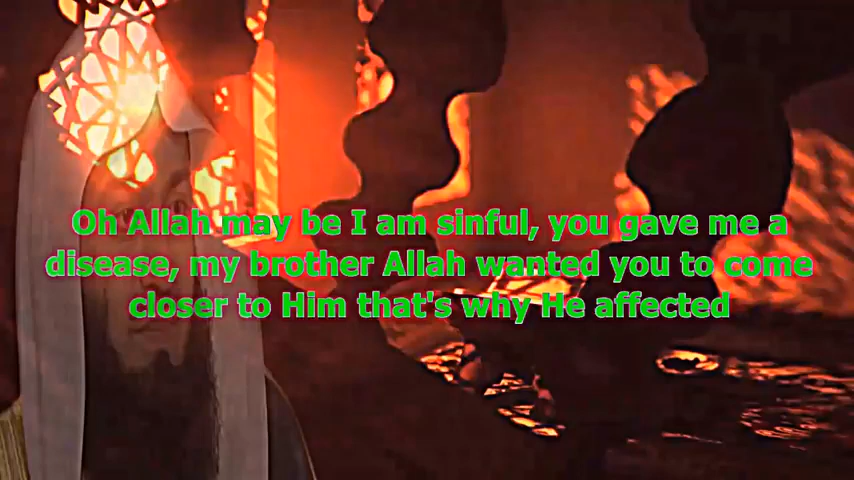 Oh Allah may be I am sinful, you gave me a
disease, my brother Allah wanted you to come
closer to Him that's why He affected